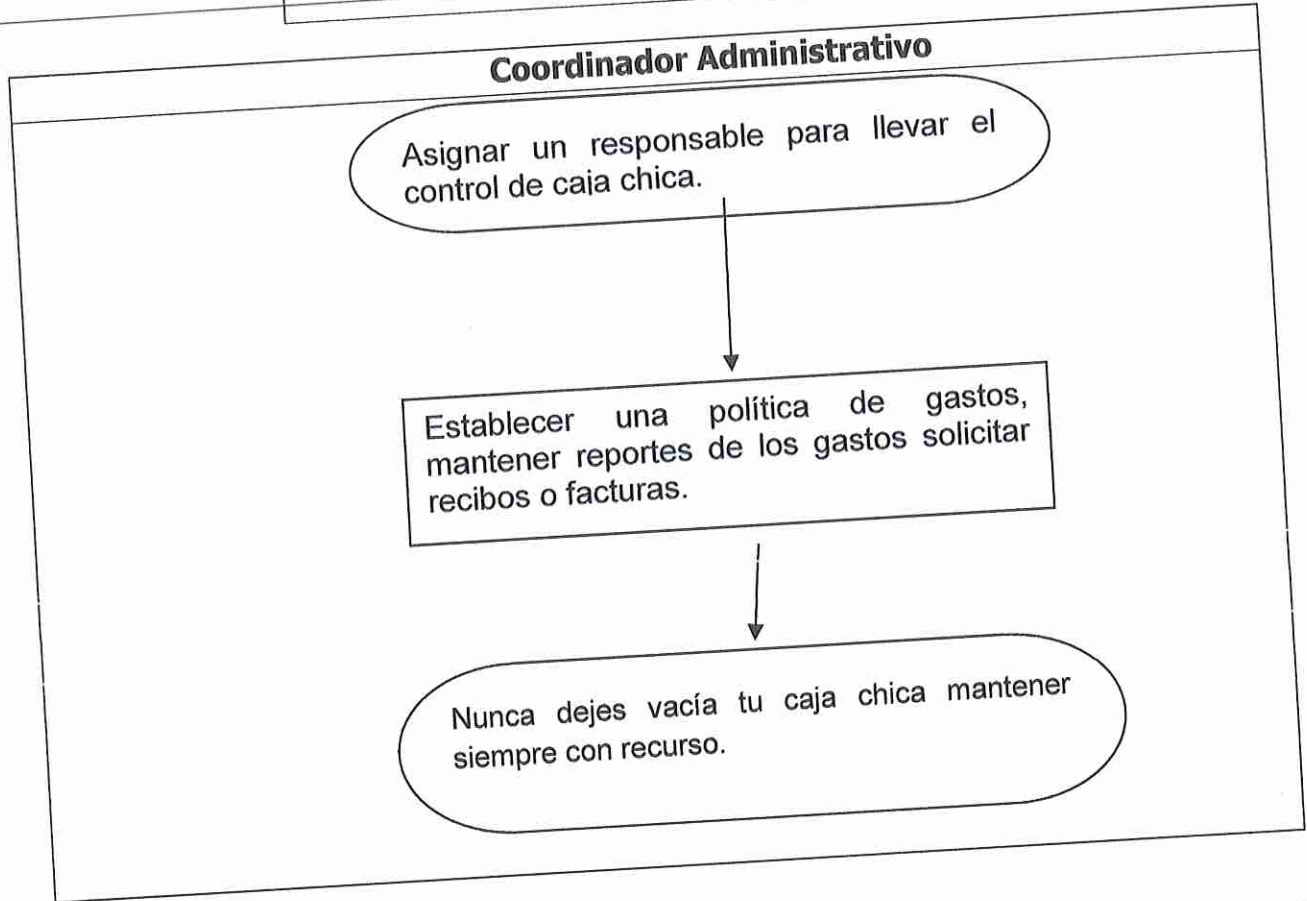 Coordinador Administrativo
Asignar un responsable para llevar el
control de caja chica.
Establecer una política de gastos,
mantener reportes de los gastos solicitar
recibos o facturas.
Nunca dejes vacía tu caja chica mantener
siempre con recurso.